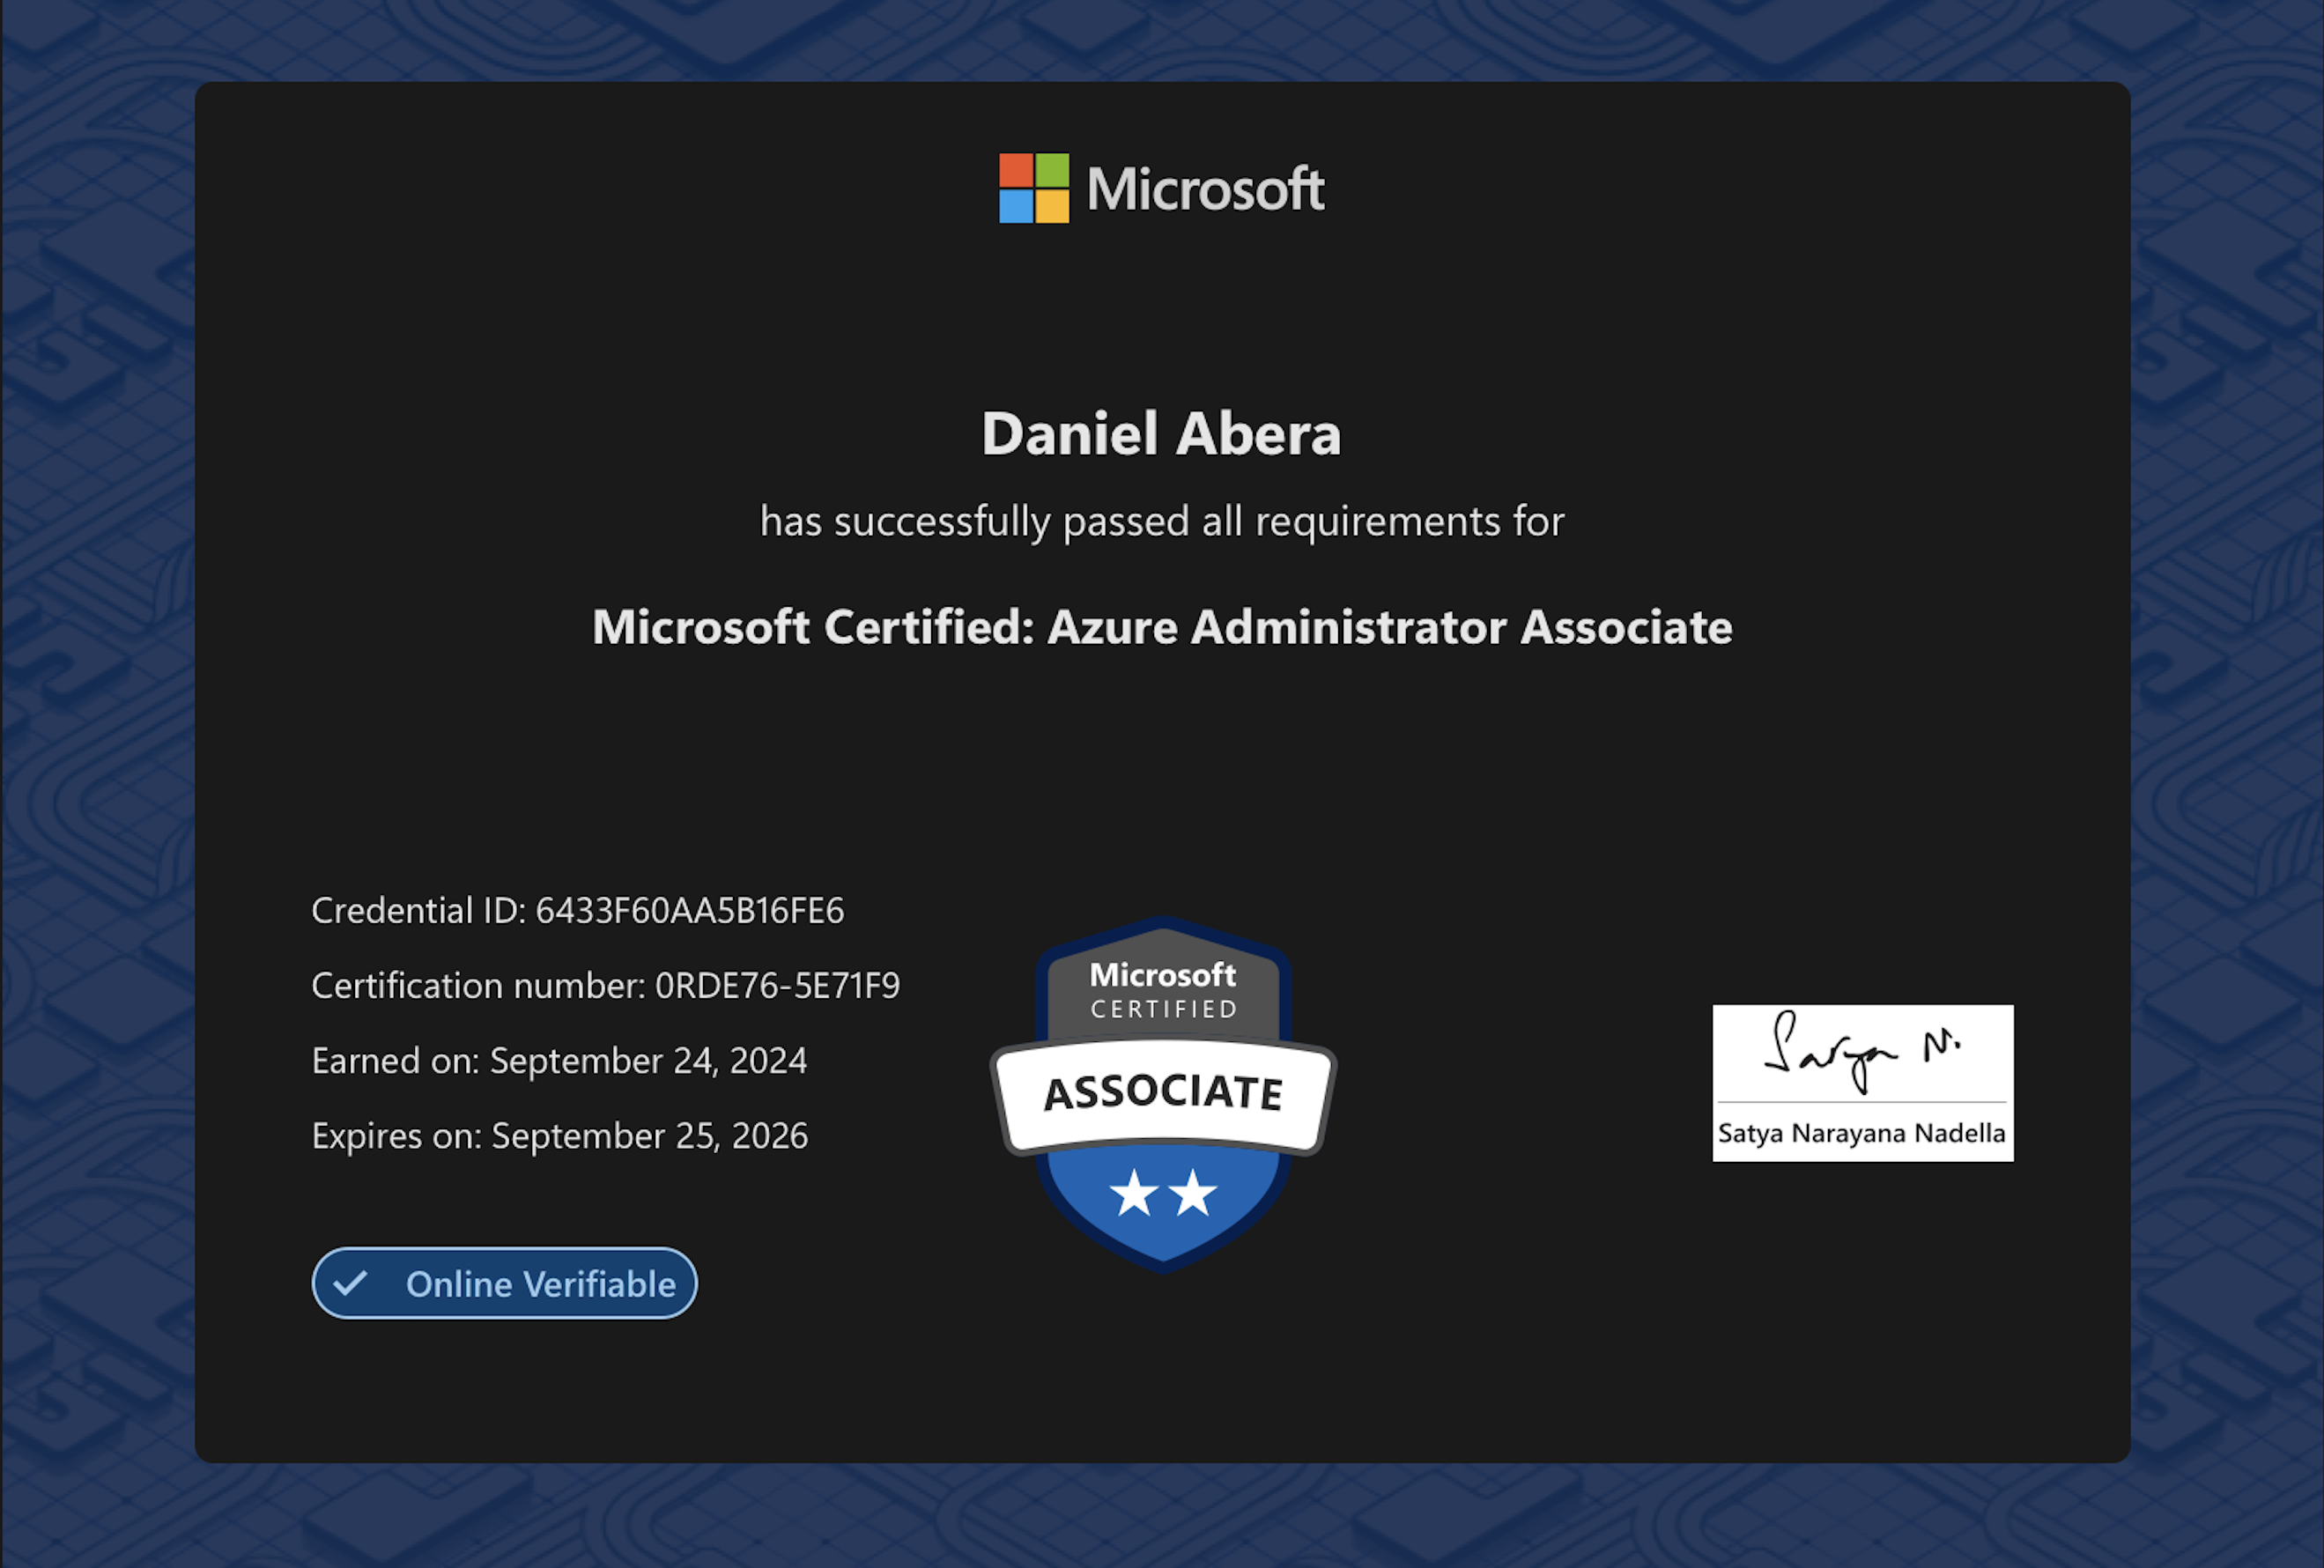 Microsoft
Daniel Abera
has successfully passed all requirements for
Microsoft Certified: Azure Administrator Associate
Credential ID: 6433F60AA5B16FE6
Certification number: 0RDE76-5E71F9
Earned on: September 24, 2024
Expires on: September 25, 2026
Online Verifiable
Microsoft
CERTIFIED
ASSOCIATE
Satya N.
Satya Narayana Nadella